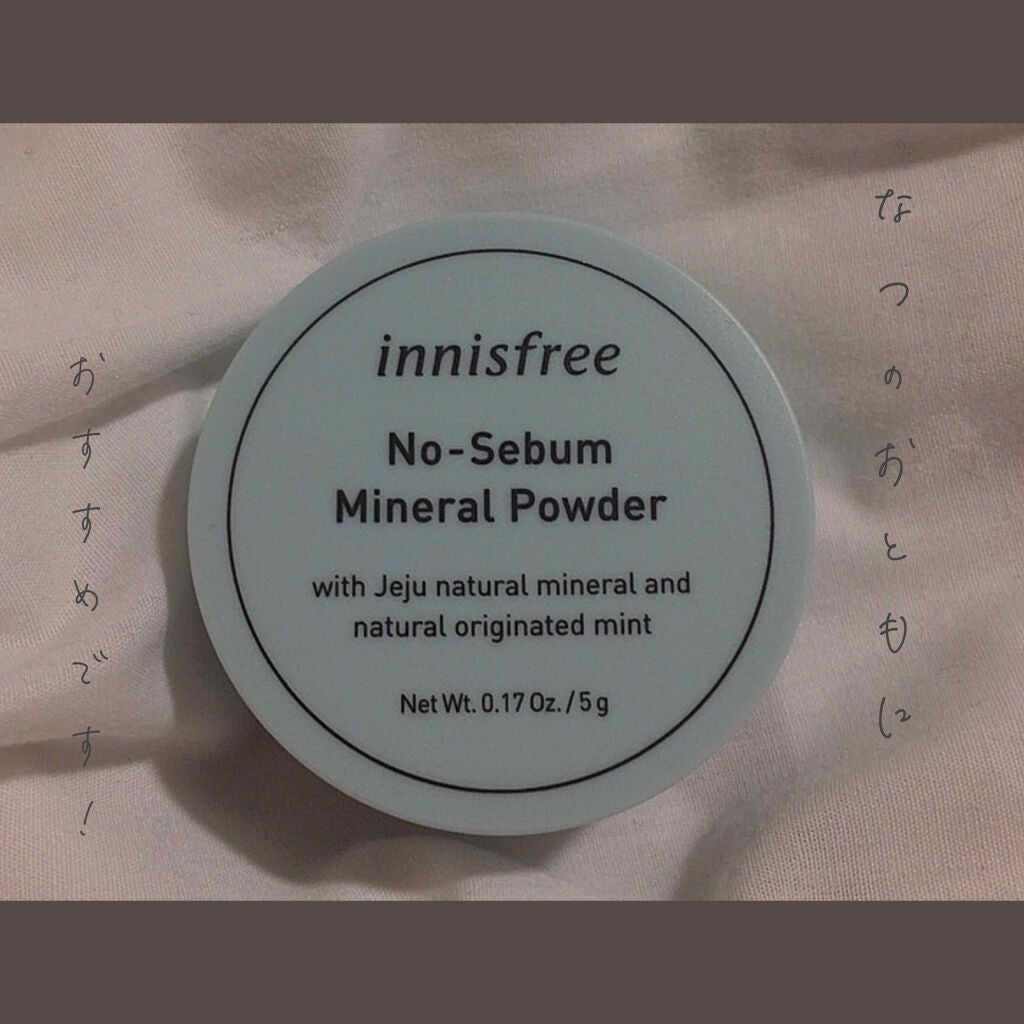 なつのおともに
おすすめです!
innisfree
No-Sebum
Mineral Powder
with Jeju natural mineral and
natural originated mint
Net Wt. 0.17 Oz. / 5 g